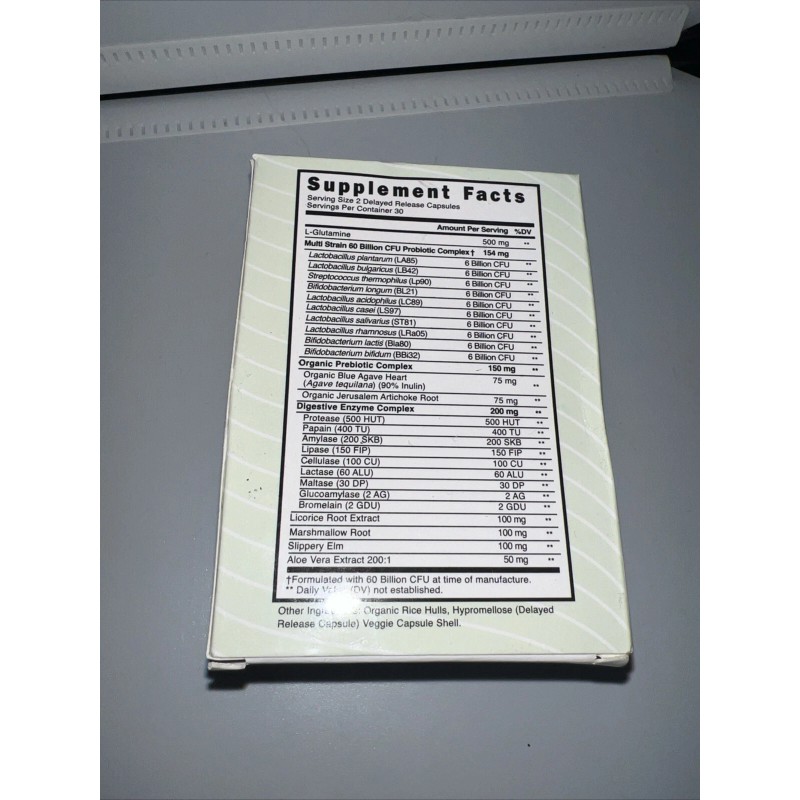 Supplement Facts
Serving Size 2 Delayed Release Capsules
Servings Per Container 30
Amount Per Serving %DV
L-Glutamine 500 mg **
Multi Strain 60 Billion CFU Probiotic Complex† 154 mg
Lactobacillus plantarum (LA85) 6 Billion CFU **
Lactobacillus bulgaricus (LB42) 6 Billion CFU **
Streptococcus thermophilus (Lp90) 6 Billion CFU **
Bifidobacterium longum (BL21) 6 Billion CFU **
Lactobacillus acidophilus (LC89) 6 Billion CFU **
Lactobacillus casei (LS97) 6 Billion CFU **
Lactobacillus salivarius (ST81) 6 Billion CFU **
Lactobacillus rhamnosus (LRa05) 6 Billion CFU **
Bifidobacterium lactis (Bla80) 6 Billion CFU **
Bifidobacterium bifidum (BBi32) 6 Billion CFU **
Organic Prebiotic Complex 150 mg **
Organic Blue Agave Heart
(Agave tequilana) (90% Inulin) 75 mg **
Organic Jerusalem Artichoke Root 75 mg **
Digestive Enzyme Complex 200 mg **
Protease (500 HUT) 500 HUT **
Papain (400 TU) 400 TU **
Amylase (200 SKB) 200 SKB **
Lipase (150 FIP) 150 FIP **
Cellulase (100 CU) 100 CU **
Lactase (60 ALU) 60 ALU **
Maltase (30 DP) 30 DP **
Glucoamylase (2 AG) 2 AG **
Bromelain (2 GDU) 2 GDU **
Licorice Root Extract 100 mg **
Marshmallow Root 100 mg **
Slippery Elm 100 mg **
Aloe Vera Extract 200:1 50 mg **
†Formulated with 60 Billion CFU at time of manufacture.
** Daily (DV) not established.
Other Organic Rice Hulls, Hypromellose (Delayed
Release Capsule) Veggie Capsule Shell.